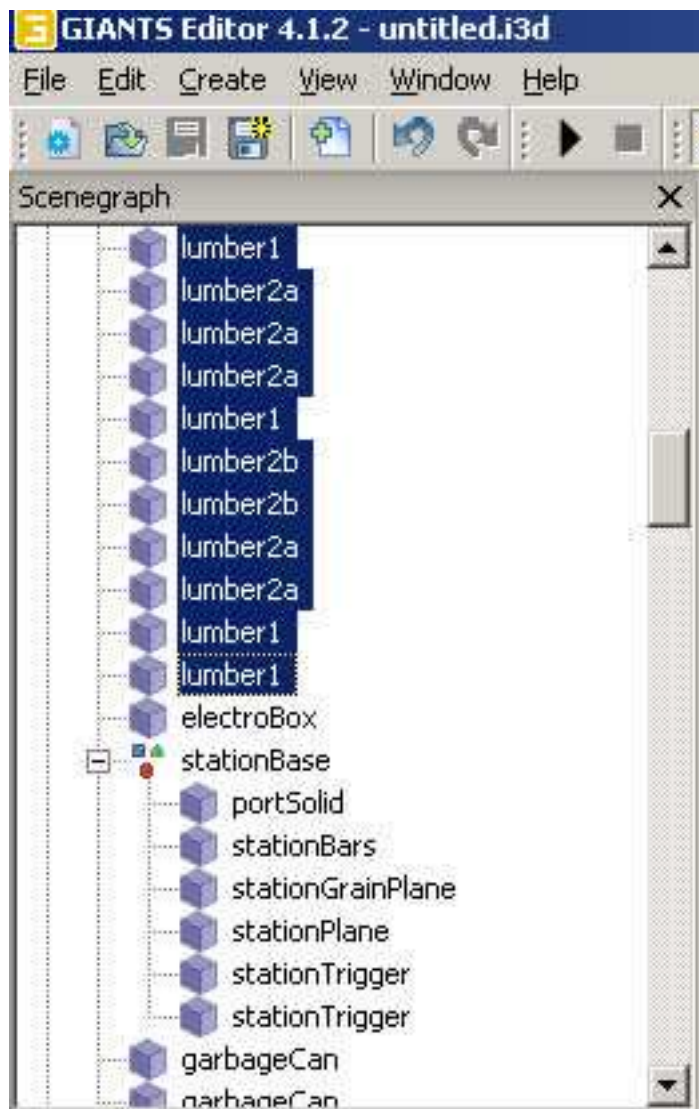 GIANTS Editor 4.1.2 - untitled.i3d
File Edit Create View Window Help
Scenegraph
lumber1
lumber2a
lumber2a
lumber2a
lumber1
lumber2b
lumber2b
lumber2a
lumber2a
lumber1
lumber1
electroBox
stationBase
portSolid
stationBars
stationGrainPlane
stationPlane
stationTrigger
stationTrigger
garbageCan
garbageCan